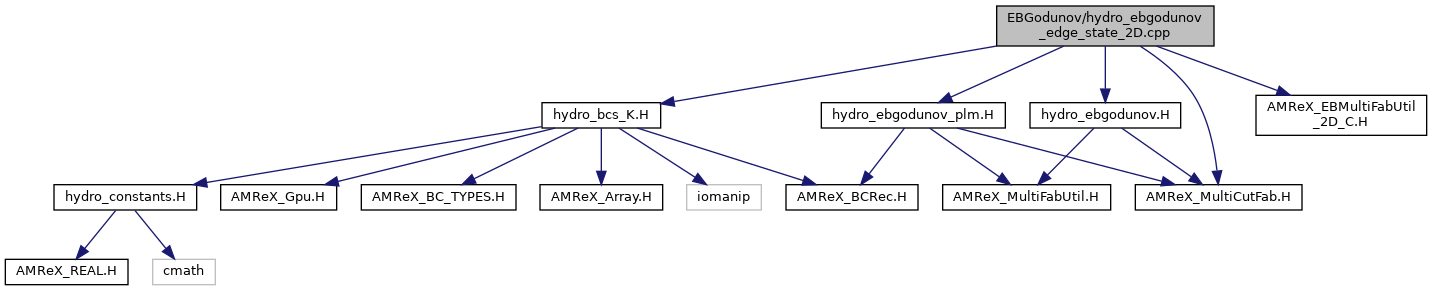 EBGodunov/hydro_ebgodunov
_edge_state_2D.cpp
hydro_bcs_K.H
hydro_ebgodunov_plm.H
hydro_ebgodunov.H
AMReX_EBMultiFabUtil
_2D_C.H
hydro_constants.H
AMReX_Gpu.H
AMReX_BC_TYPES.H
AMReX_Array.H
iomanip
AMReX_BCRec.H
AMReX_MultiFabUtil.H
AMReX_MultiCutFab.H
AMReX_REAL.H
cmath